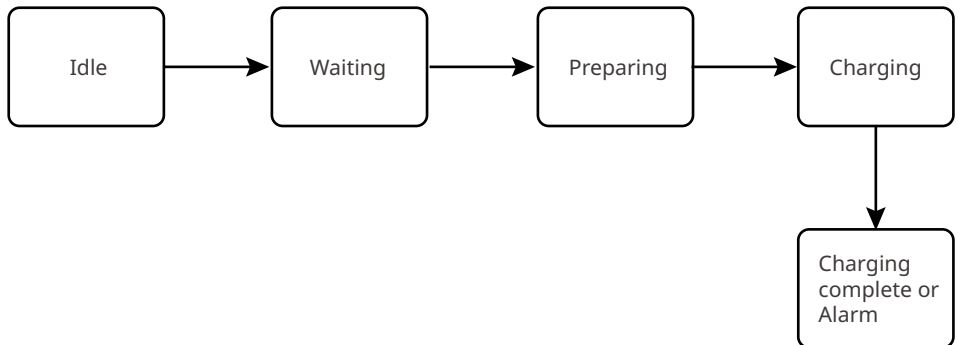 Idle
Waiting
Preparing
Charging
Charging
complete or
Alarm